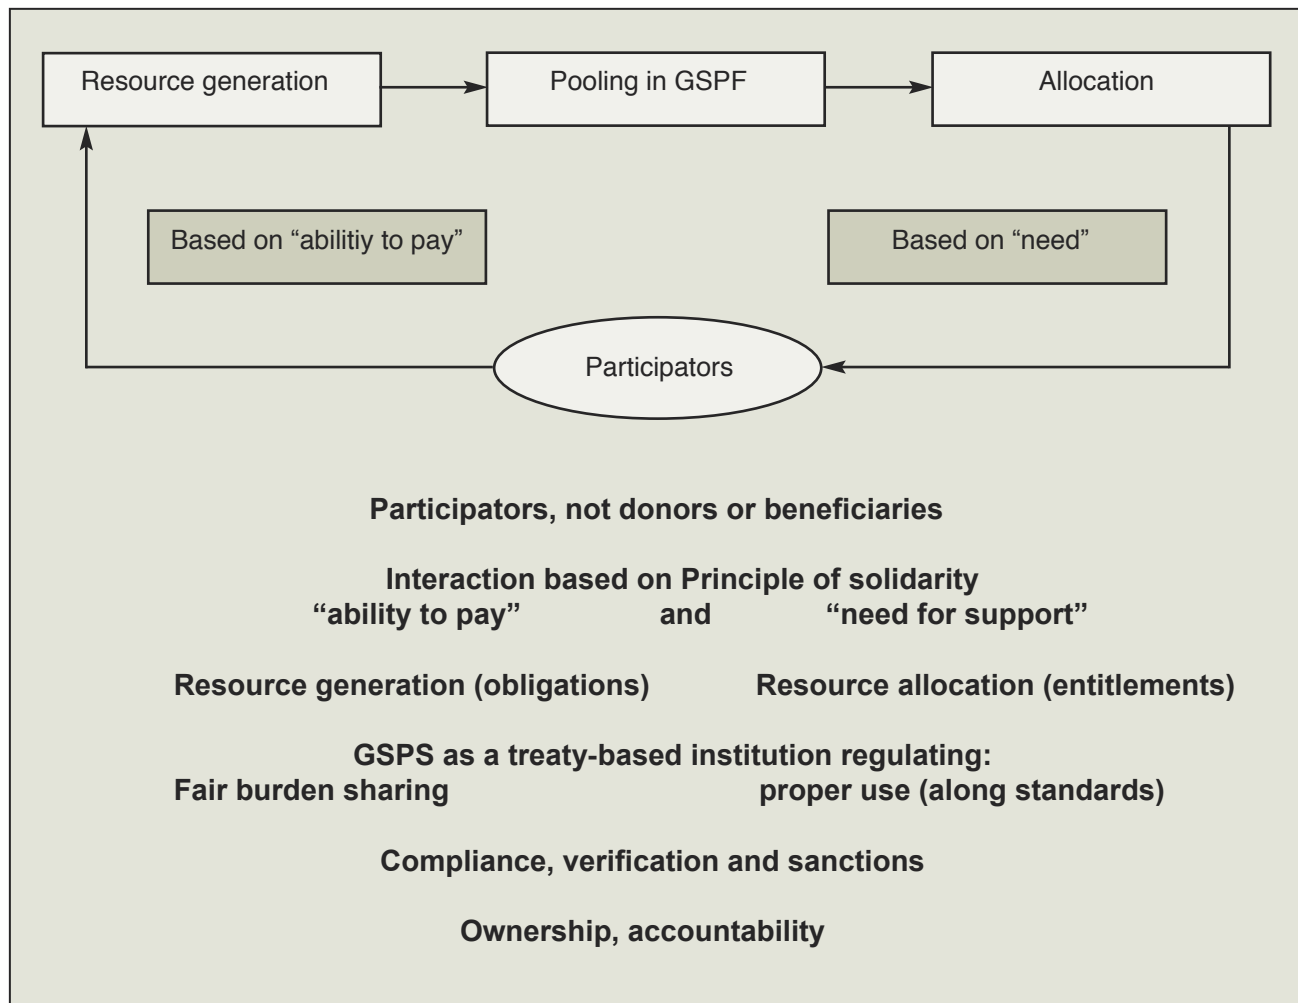 Resource generation
Pooling in GSPF
Allocation
Based on “abilitiy to pay”
Based on “need”
Participators
Participators, not donors or beneficiaries
Interaction based on Principle of solidarity
“ability to pay” and “need for support”
Resource generation (obligations) Resource allocation (entitlements)
GSPS as a treaty-based institution regulating:
Fair burden sharing proper use (along standards)
Compliance, verification and sanctions
Ownership, accountability